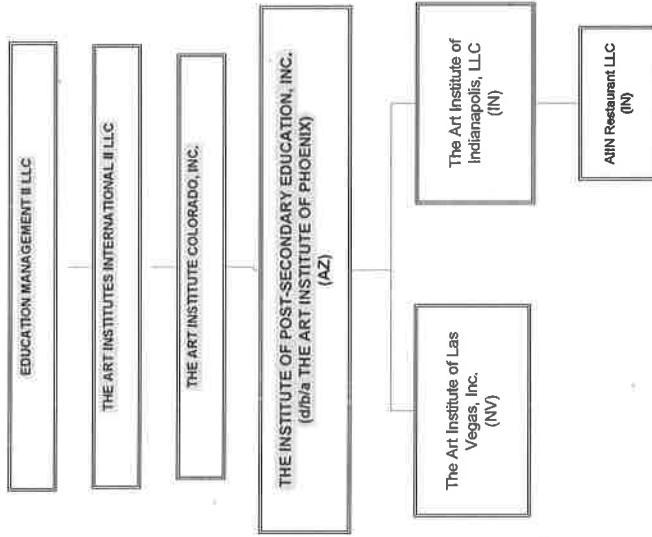 EDUCATION MANAGEMENT II LLC
THE ART INSTITUTES INTERNATIONAL II LLC
THE ART INSTITUTE COLORADO, INC.
THE INSTITUTE OF POST-SECONDARY EDUCATION, INC.
(d/b/a THE ART INSTITUTE OF PHOENIX)
(AZ)
The Art Institute of Las
Vegas, Inc.
(NV)
The Art Institute of
Indianapolis, LLC
(IN)
AIIN Restaurant LLC
(IN)